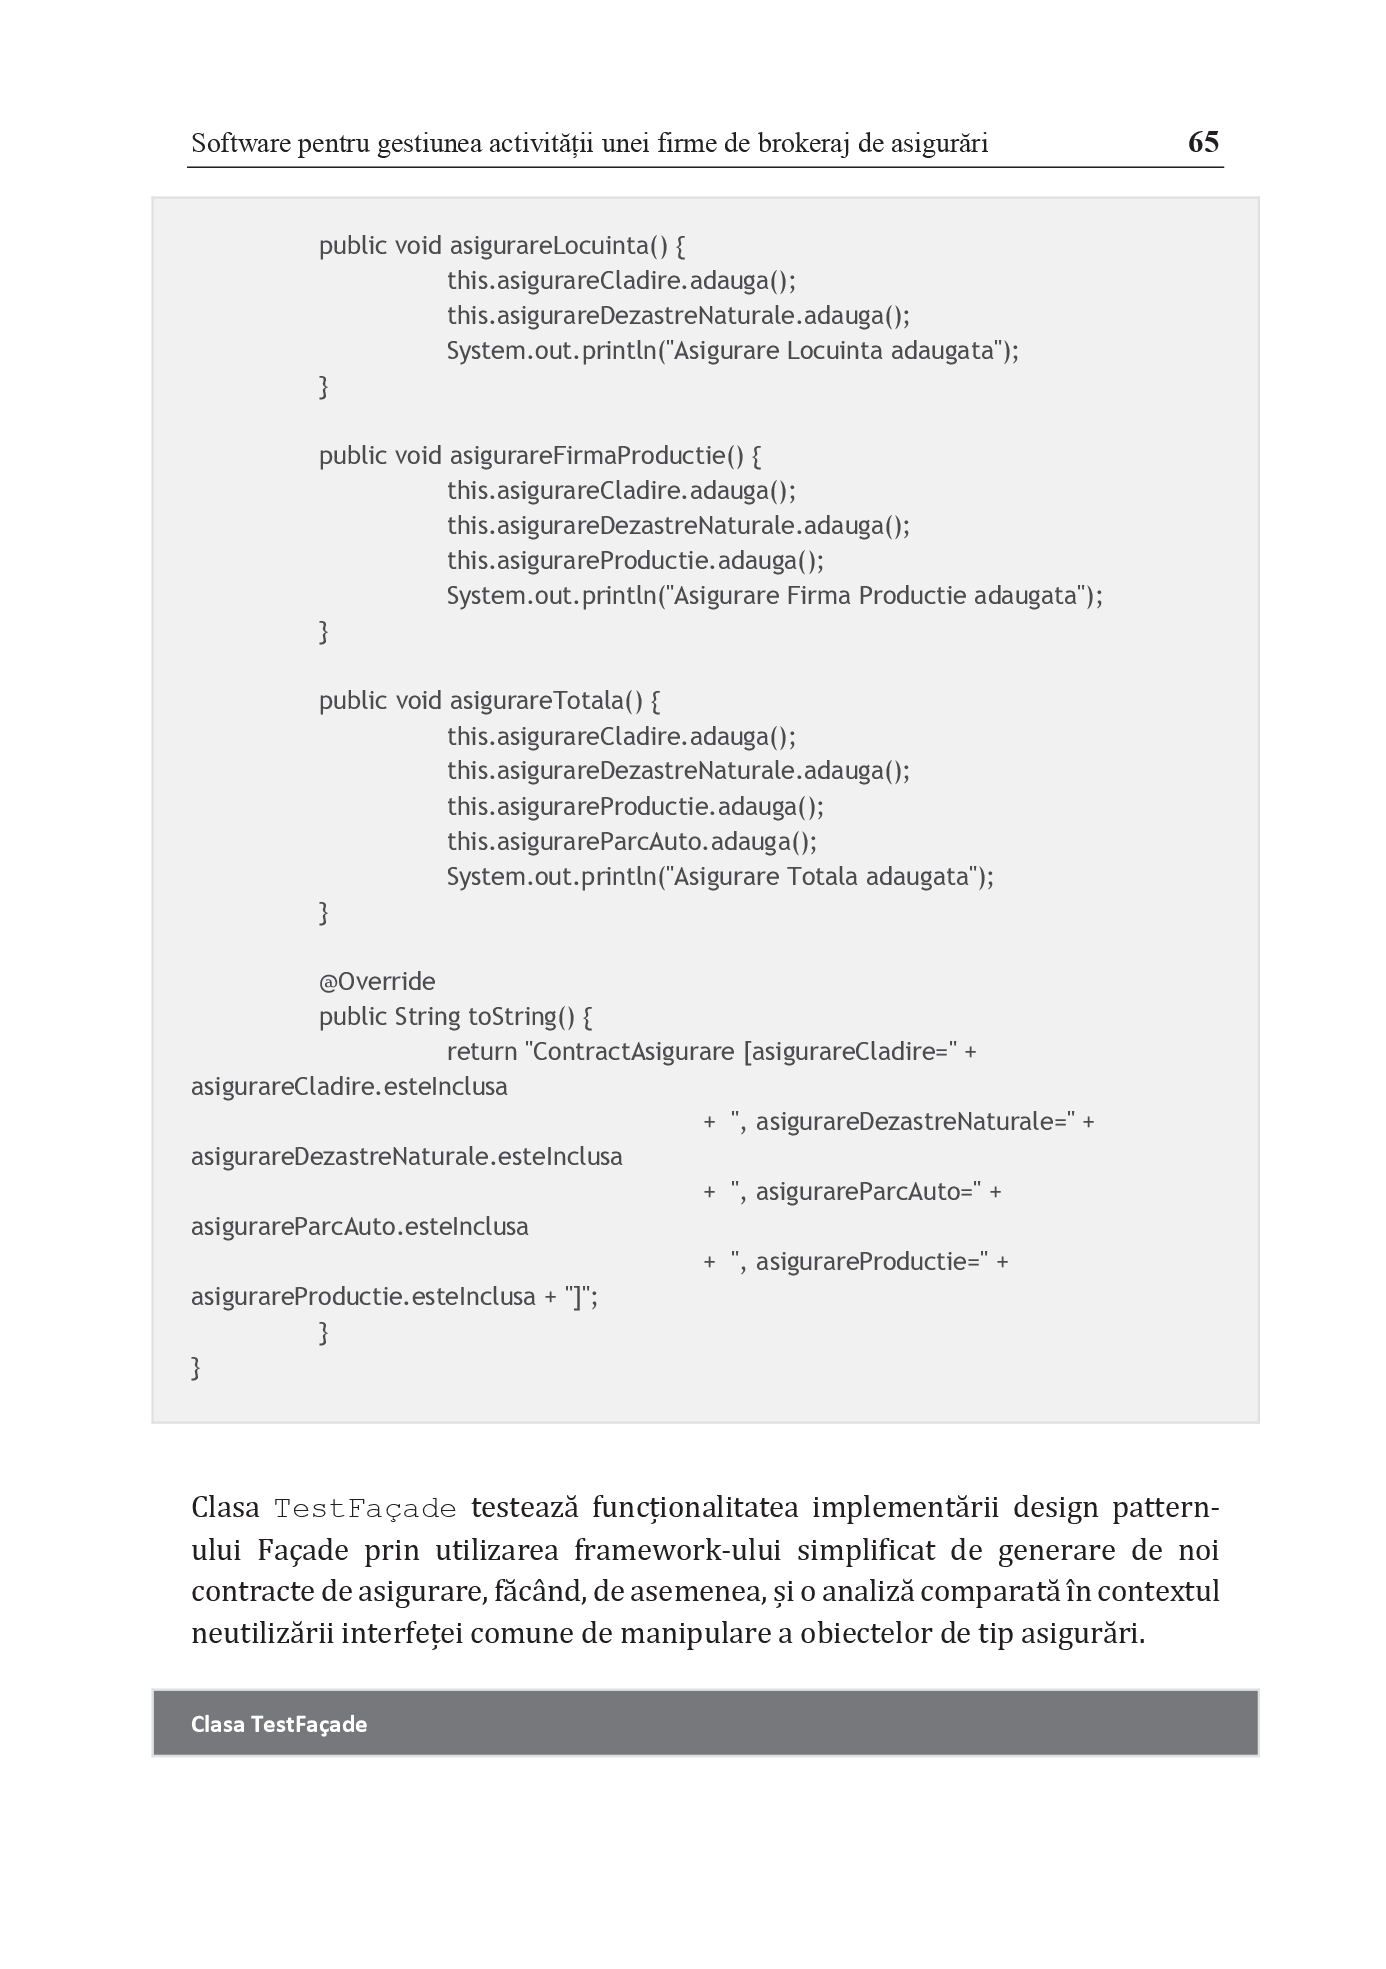 Software pentru gestiunea activității unei firme de brokeraj de asigurări 65
public void asigurareLocuinta() {
this.asigurareCladire.adauga();
this.asigurareDezastreNaturale.adauga();
System.out.println("Asigurare Locuinta adaugata");
}
public void asigurareFirmaProductie() {
this.asigurareCladire.adauga();
this.asigurareDezastreNaturale.adauga();
this.asigurareProductie.adauga();
System.out.println("Asigurare Firma Productie adaugata");
}
public void asigurareTotala() {
this.asigurareCladire.adauga();
this.asigurareDezastreNaturale.adauga();
this.asigurareProductie.adauga();
this.asigurareParcAuto.adauga();
System.out.println("Asigurare Totala adaugata");
}
@Override
public String toString() {
return "ContractAsigurare [asigurareCladire=" +
asigurareCladire.esteInclusa
+ ", asigurareDezastreNaturale=" +
asigurareDezastreNaturale.esteInclusa
+ ", asigurareParcAuto=" +
asigurareParcAuto.esteInclusa
+ ", asigurareProductie=" +
asigurareProductie.esteInclusa + "]";
}
}
Clasa TestFaçade testează funcționalitatea implementării design pattern-
ului Façade prin utilizarea framework-ului simplificat de generare de noi
contracte de asigurare, făcând, de asemenea, și o analiză comparată în contextul
neutilizării interfeței comune de manipulare a obiectelor de tip asigurări.
Clasa TestFaçade